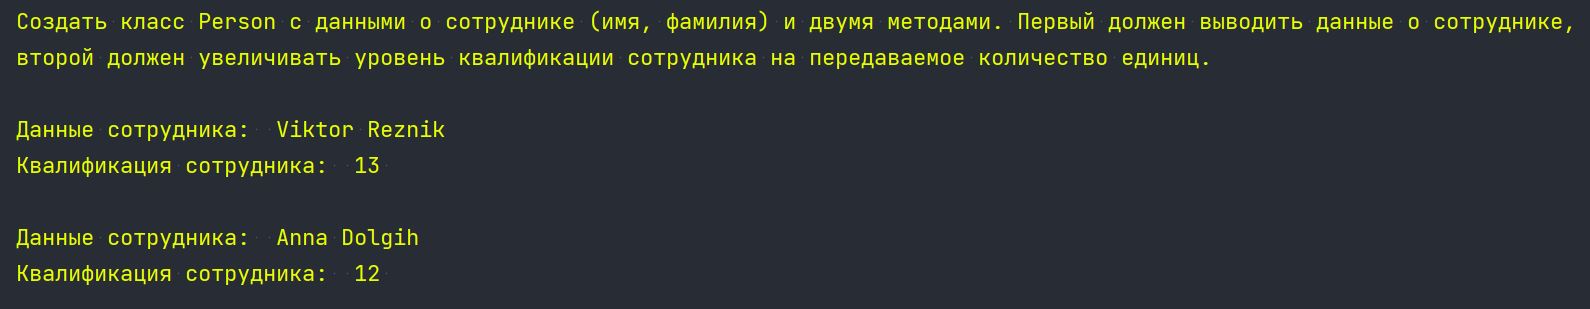 Создать класс Person с данными о сотруднике (имя, фамилия) и двумя методами. Первый должен выводить данные о сотруднике,
второй должен увеличивать уровень квалификации сотрудника на передаваемое количество единиц.
Данные сотрудника:  Viktor Reznik
Квалификация сотрудника:  13
Данные сотрудника:  Anna Dolgih
Квалификация сотрудника:  12